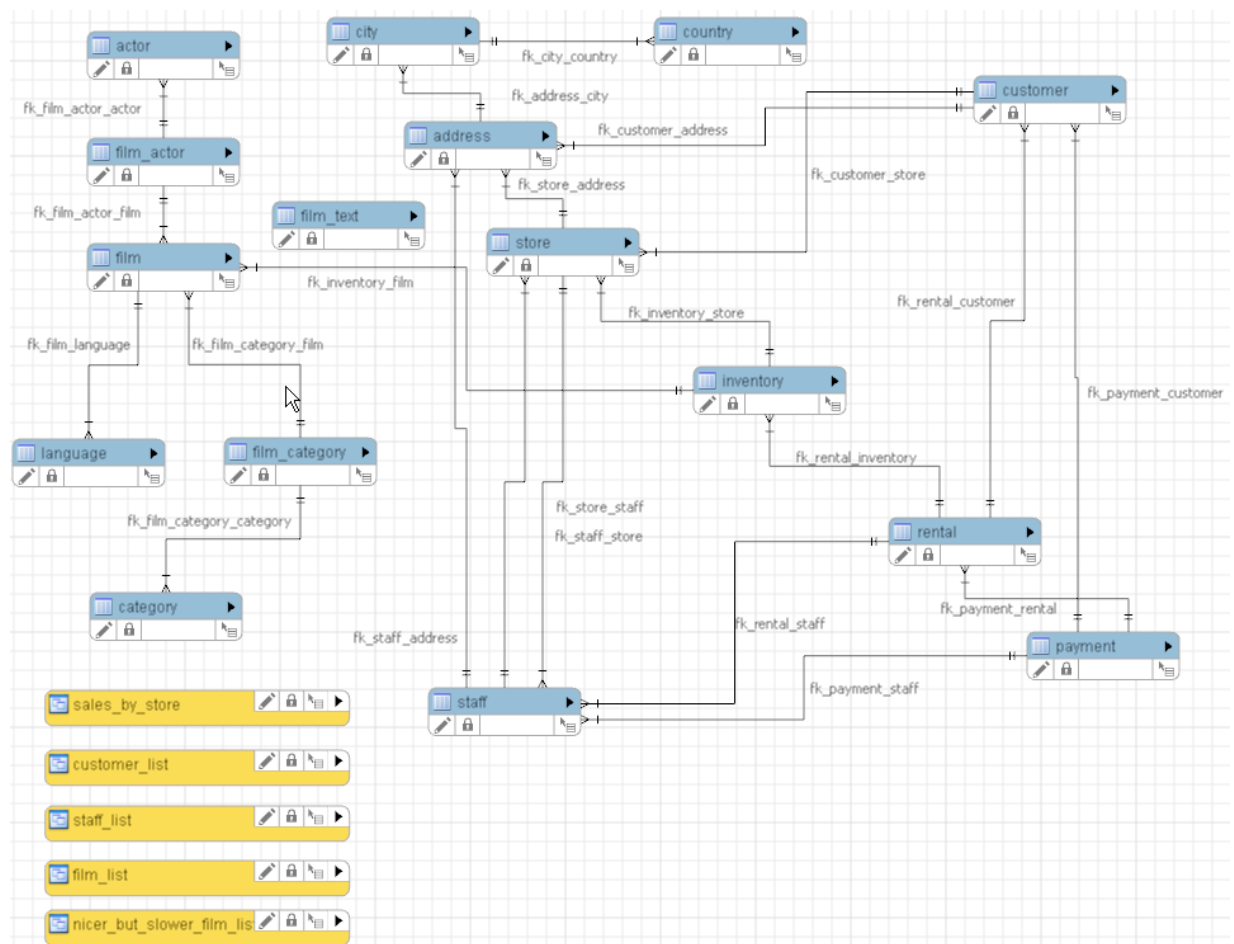 city
country
actor
fk_city_country
customer
fk_film_actor_actor
fk_address_city
address
fk_customer_address
film_actor
fk_customer_store
fk_store_address
fk_film_actor_film
film_text
store
film
fk_inventory_film
fk_rental_customer
fk_inventory_store
fk_film_language
fk_film_category_film
inventory
fk_payment_customer
language
film_category
fk_rental_inventory
fk_store_staff
fk_film_category_category
rental
fk_staff_store
category
fk_payment_rental
fk_rental_staff
fk_staff_address
payment
fk_payment_staff
staff
sales_by_store
customer_list
staff_list
film_list
nicer_but_slower_film_lis